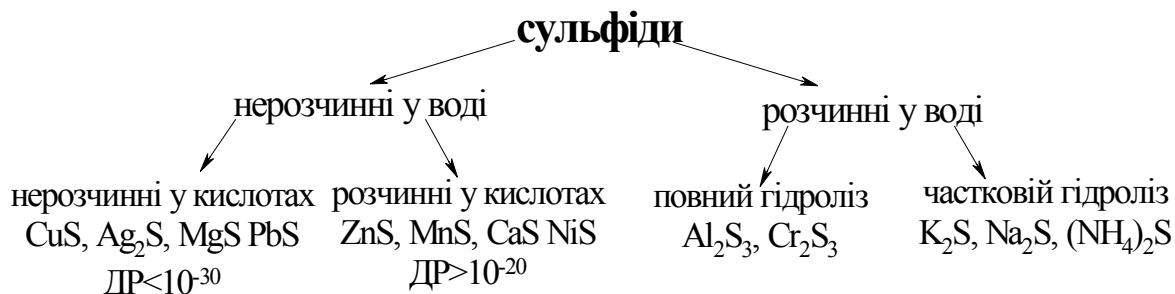 сульфіди
нерозчинні у воді
розчинні у воді
нерозчинні у кислотах
CuS, Ag₂S, MgS PbS
ДР<10⁻³⁰
розчинні у кислотах
ZnS, MnS, CaS NiS
ДР>10⁻²⁰
повний гідроліз
Al₂S₃, Cr₂S₃
частковій гідроліз
K₂S, Na₂S, (NH₄)₂S